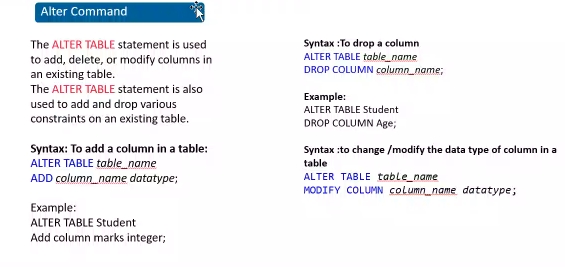 Alter Command
The ALTER TABLE statement is used
to add, delete, or modify columns in
an existing table.
The ALTER TABLE statement is also
used to add and drop various
constraints on an existing table.
Syntax: To add a column in a table:
ALTER TABLE table_name
ADD column_name datatype;
Example:
ALTER TABLE Student
Add column marks integer;
Syntax :To drop a column
ALTER TABLE table_name
DROP COLUMN column_name;
Example:
ALTER TABLE Student
DROP COLUMN Age;
Syntax :to change /modify the data type of column in a
table
ALTER TABLE table_name
MODIFY COLUMN column_name datatype;